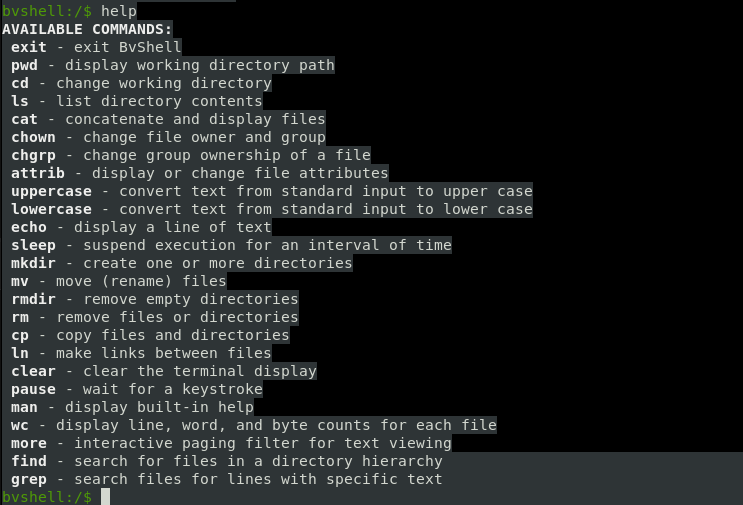 bvshell:/$ help
AVAILABLE COMMANDS:
exit - exit BvShell
pwd - display working directory path
cd - change working directory
ls - list directory contents
cat - concatenate and display files
chown - change file owner and group
chgrp - change group ownership of a file
attrib - display or change file attributes
uppercase - convert text from standard input to upper case
lowercase - convert text from standard input to lower case
echo - display a line of text
sleep - suspend execution for an interval of time
mkdir - create one or more directories
mv - move (rename) files
rmdir - remove empty directories
rm - remove files or directories
cp - copy files and directories
ln - make links between files
clear - clear the terminal display
pause - wait for a keystroke
man - display built-in help
wc - display line, word, and byte counts for each file
more - interactive paging filter for text viewing
find - search for files in a directory hierarchy
grep - search files for lines with specific text
bvshell:/$